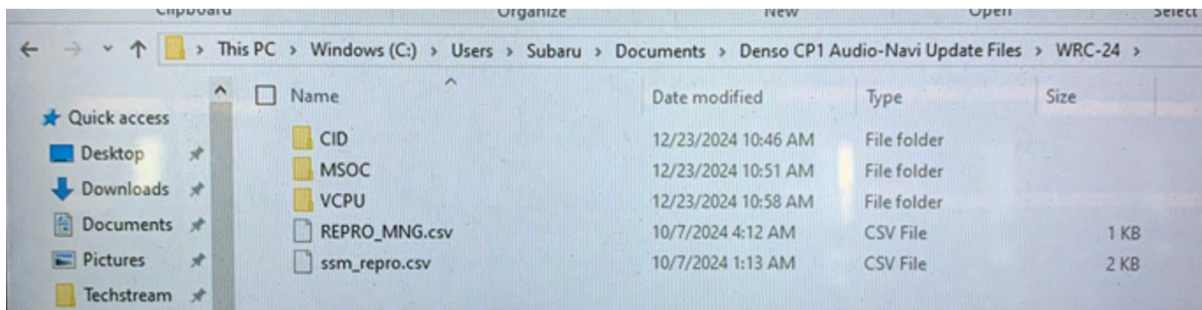 Clipboard Organize New Open Select
This PC > Windows (C:) > Users > Subaru > Documents > Denso CP1 Audio-Navi Update Files > WRC-24 >
Name Date modified Type Size
Quick access
Desktop
Downloads
Documents
Pictures
Techstream
CID 12/23/2024 10:46 AM File folder
MSOC 12/23/2024 10:51 AM File folder
VCPU 12/23/2024 10:58 AM File folder
REPRO_MNG.csv 10/7/2024 4:12 AM CSV File 1 KB
ssm_repro.csv 10/7/2024 1:13 AM CSV File 2 KB